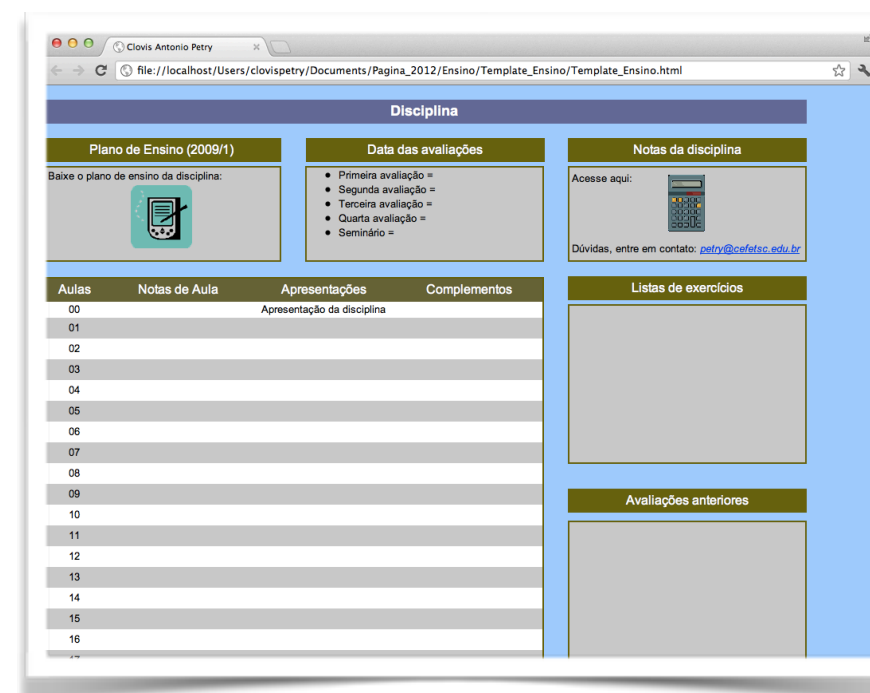 Clovis Antonio Petry
file://localhost/Users/clovispetry/Documents/Pagina_2012/Ensino/Template_Ensino/Template_Ensino.html
Disciplina
Plano de Ensino (2009/1)
Baixe o plano de ensino da disciplina:
Data das avaliações
Primeira avaliação =
Segunda avaliação =
Terceira avaliação =
Quarta avaliação =
Seminário =
Notas da disciplina
Acesse aqui:
Dúvidas, entre em contato: petry@cefetsc.edu.br
Aulas Notas de Aula Apresentações Complementos
00 Apresentação da disciplina
01
02
03
04
05
06
07
08
09
10
11
12
13
14
15
16
Listas de exercícios
Avaliações anteriores